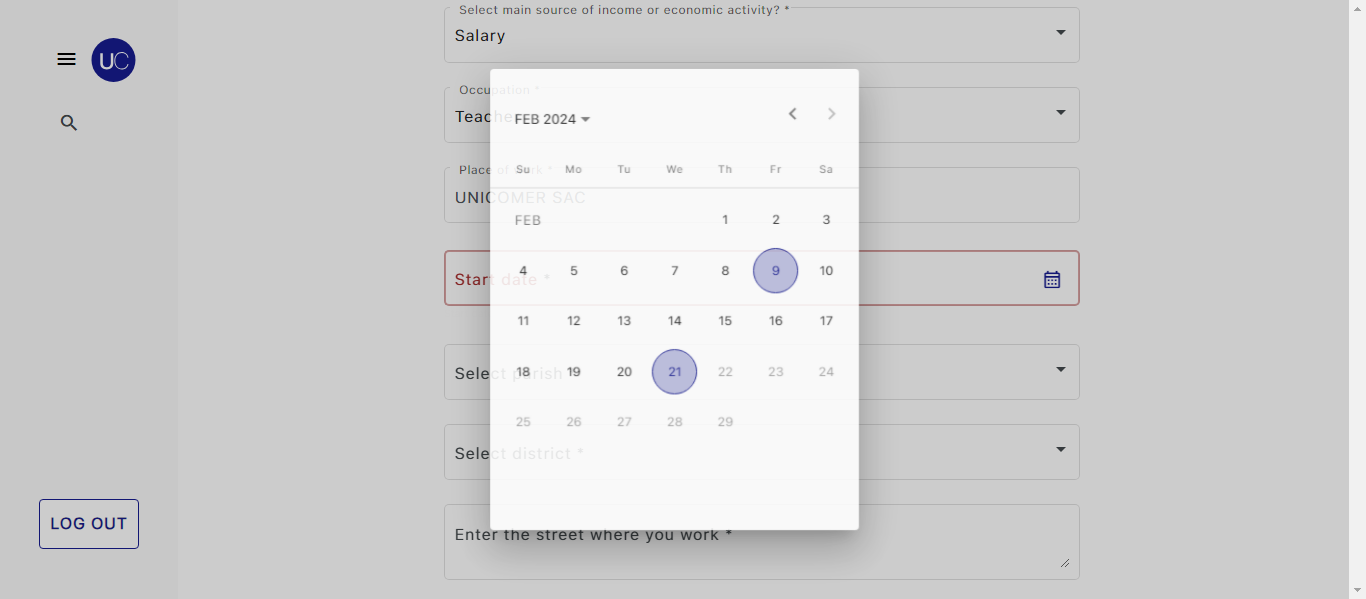 Select main source of income or economic activity? *
Salary
UC
Occupation *
Teache
FEB 2024
Place of work *
Su Mo Tu We Th Fr Sa
UNICOMER SAC
FEB 1 2 3
4 5 6 7 8 9 10
Start date *
11 12 13 14 15 16 17
18 19 20 21 22 23 24
Select parish
25 26 27 28 29
Select district *
LOG OUT
Enter the street where you work *